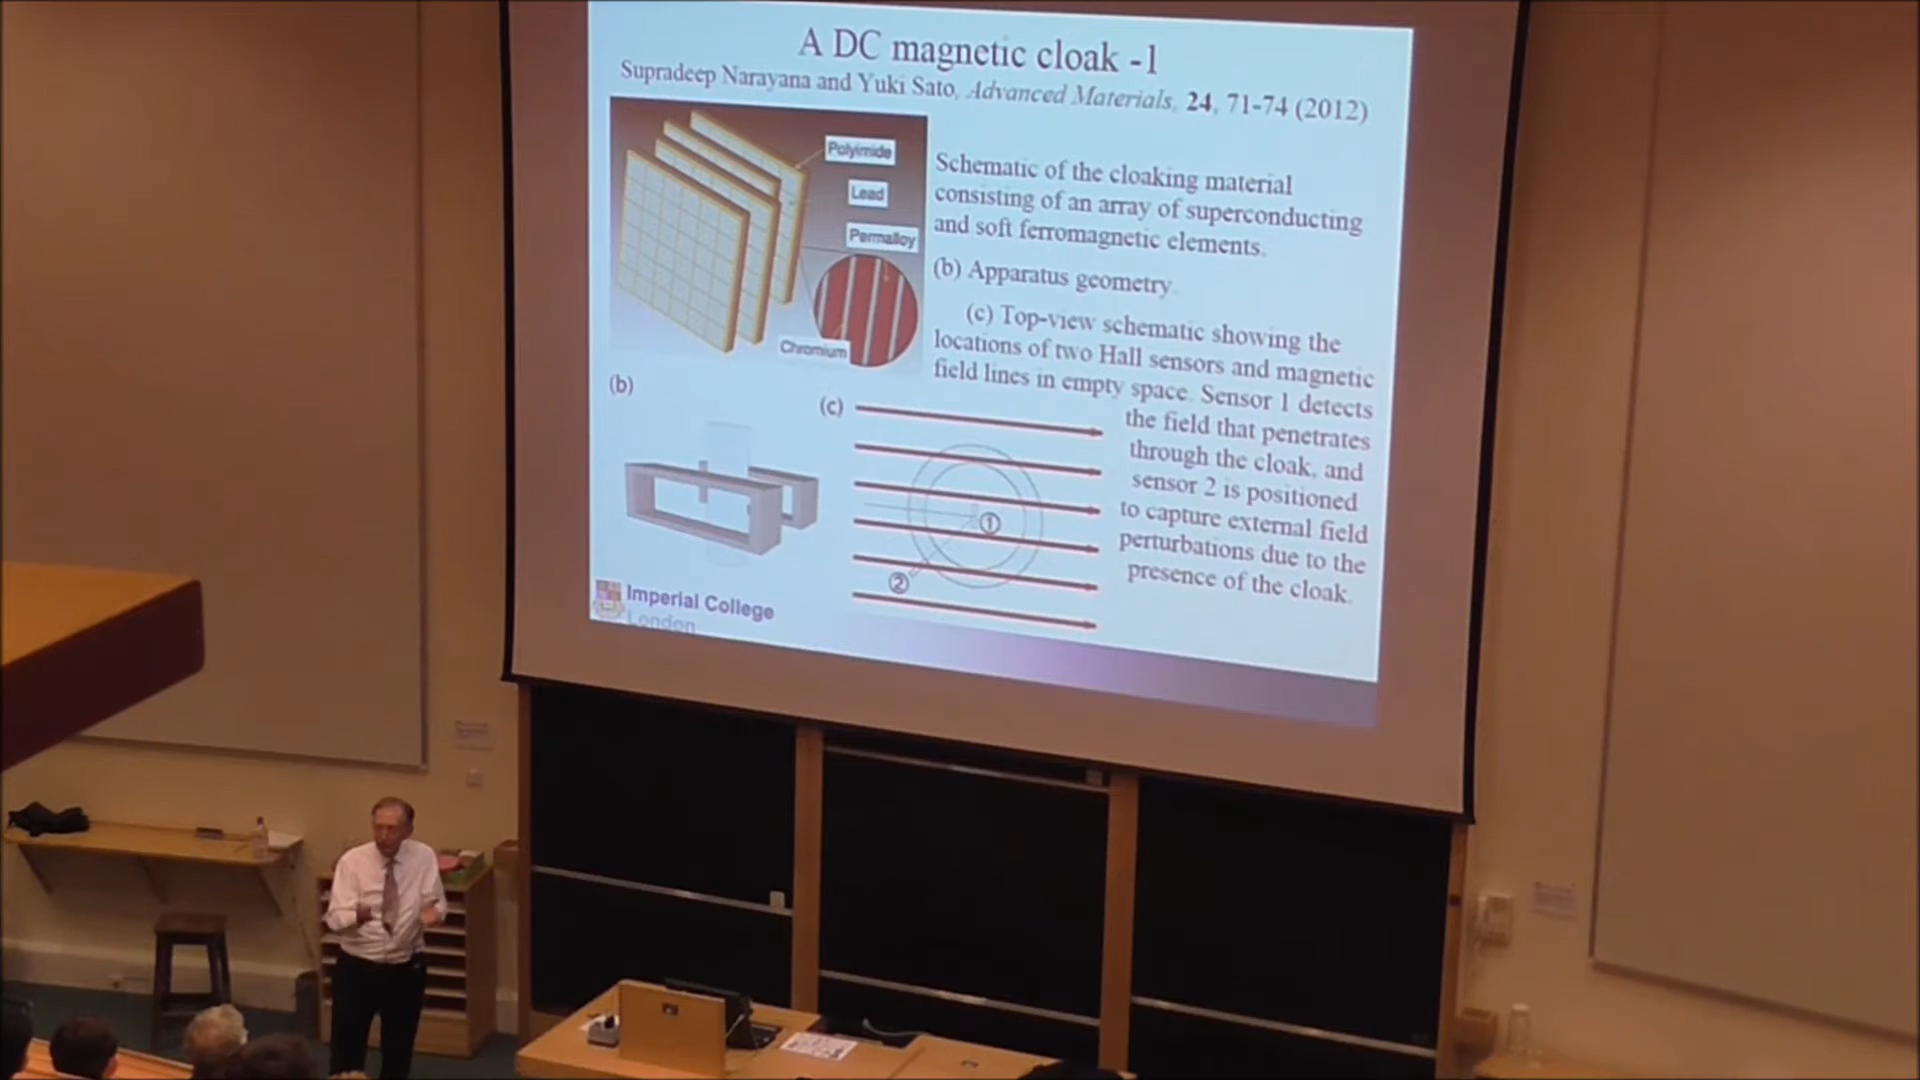 A DC magnetic cloak -1
Supradeep Narayana and Yuki Sato, Advanced Materials, 24, 71-74 (2012)
Polyimide
Lead
Permalloy
Chromium
Schematic of the cloaking material
consisting of an array of superconducting
and soft ferromagnetic elements.
(b) Apparatus geometry.
(c) Top-view schematic showing the
locations of two Hall sensors and magnetic
field lines in empty space. Sensor 1 detects
the field that penetrates
through the cloak, and
sensor 2 is positioned
to capture external field
perturbations due to the
presence of the cloak.
(b)
(c)
①
②
Imperial College
London